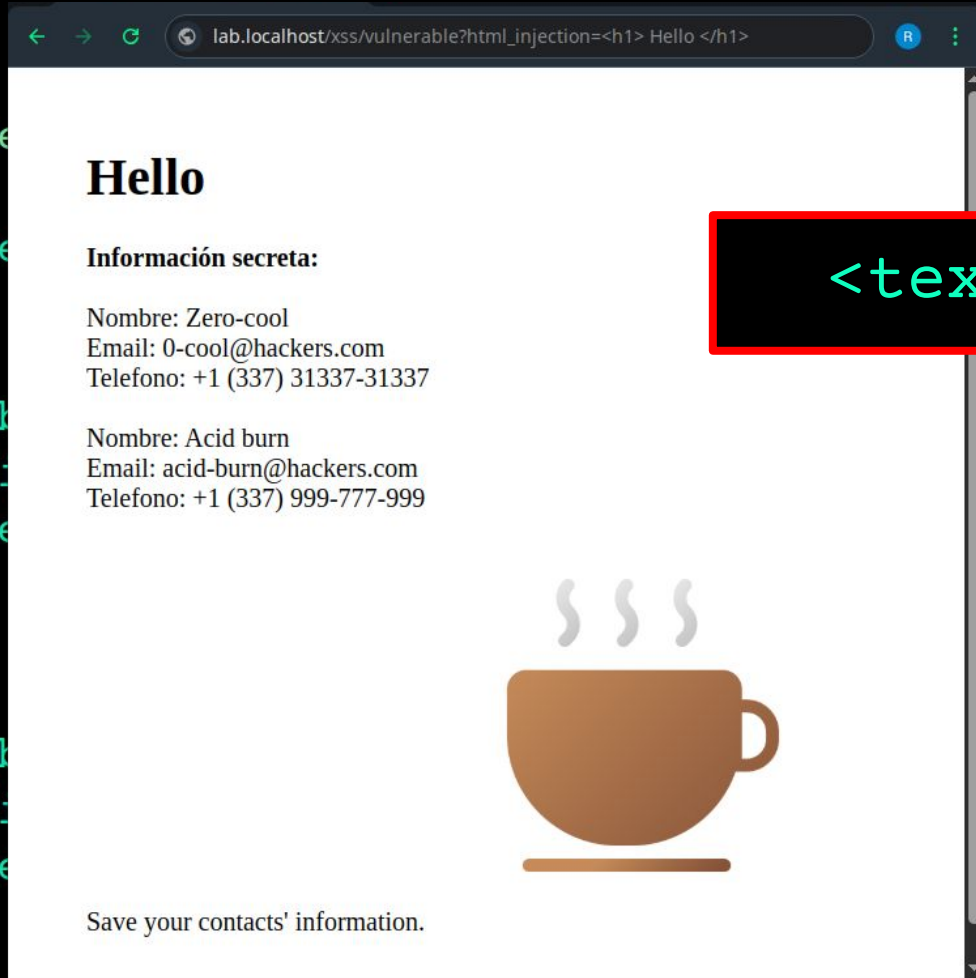 lab.localhost/xss/vulnerable?html_injection=<h1> Hello </h1>
R
Hello
Información secreta:
<tex
Nombre: Zero-cool
Email: 0-cool@hackers.com
Telefono: +1 (337) 31337-31337
Nombre: Acid burn
Email: acid-burn@hackers.com
Telefono: +1 (337) 999-777-999
Save your contacts' information.